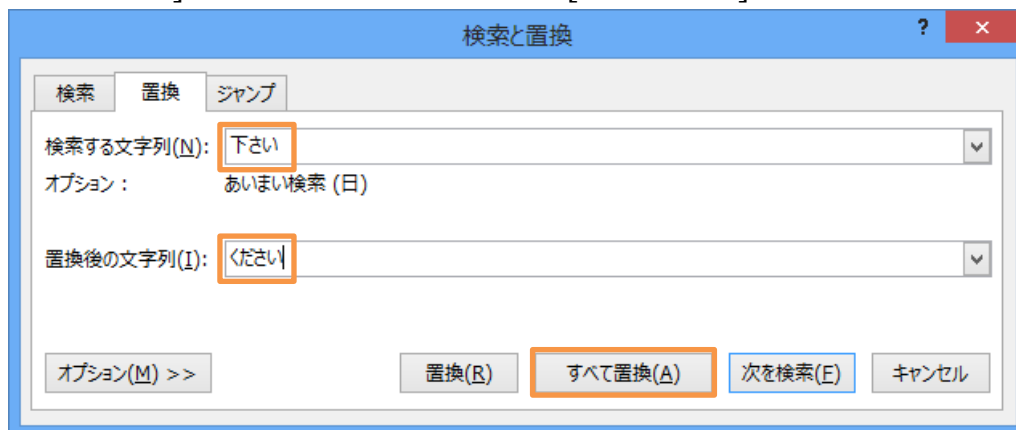 検索と置換 ? ×
検索 置換 ジャンプ
検索する文字列(N): 下さい
オプション : あいまい検索 (日)
置換後の文字列(I): ください
オプション(M) >> 置換(R) すべて置換(A) 次を検索(F) キャンセル